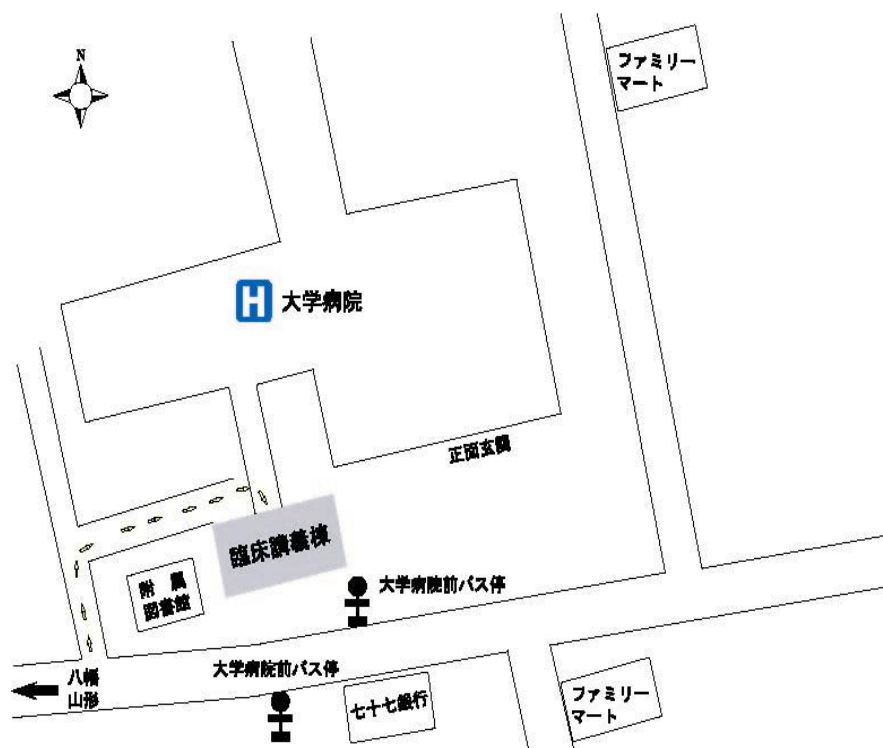 N
ファミリー
マート
H 大学病院
正面玄関
臨床講義棟
附 属
図書館
大学病院前バス停
大学病院前バス停
八幡
山形
七十七銀行
ファミリー
マート